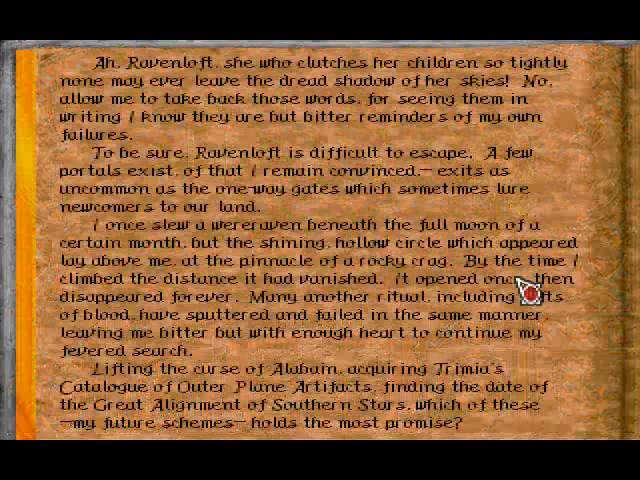 Ah, Ravenloft, she who clutches her children so tightly
none may ever leave the dread shadow of her skies! No,
allow me to take back those words, for seeing them in
writing I know they are but bitter reminders of my own
failures.
To be sure, Ravenloft is difficult to escape. A few
portals exist, of that I remain convinced,— exits as
uncommon as the one-way gates which sometimes lure
newcomers to our land.
I once slew a wereraven beneath the full moon of a
certain month, but the shining, hollow circle which appeared
lay above me, at the pinnacle of a rocky crag. By the time I
climbed the distance it had vanished. It opened once, then
disappeared forever. Many another ritual, including
of blood, have sputtered and failed in the same manner,
leaving me bitter but with enough heart to continue my
fevered search.
Lifting the curse of Alabain, acquiring Trimia's
Catalogue of Outer Plane Artifacts, finding the date of
the Great Alignment of Southern Stars, which of these
—my future schemes— holds the most promise?